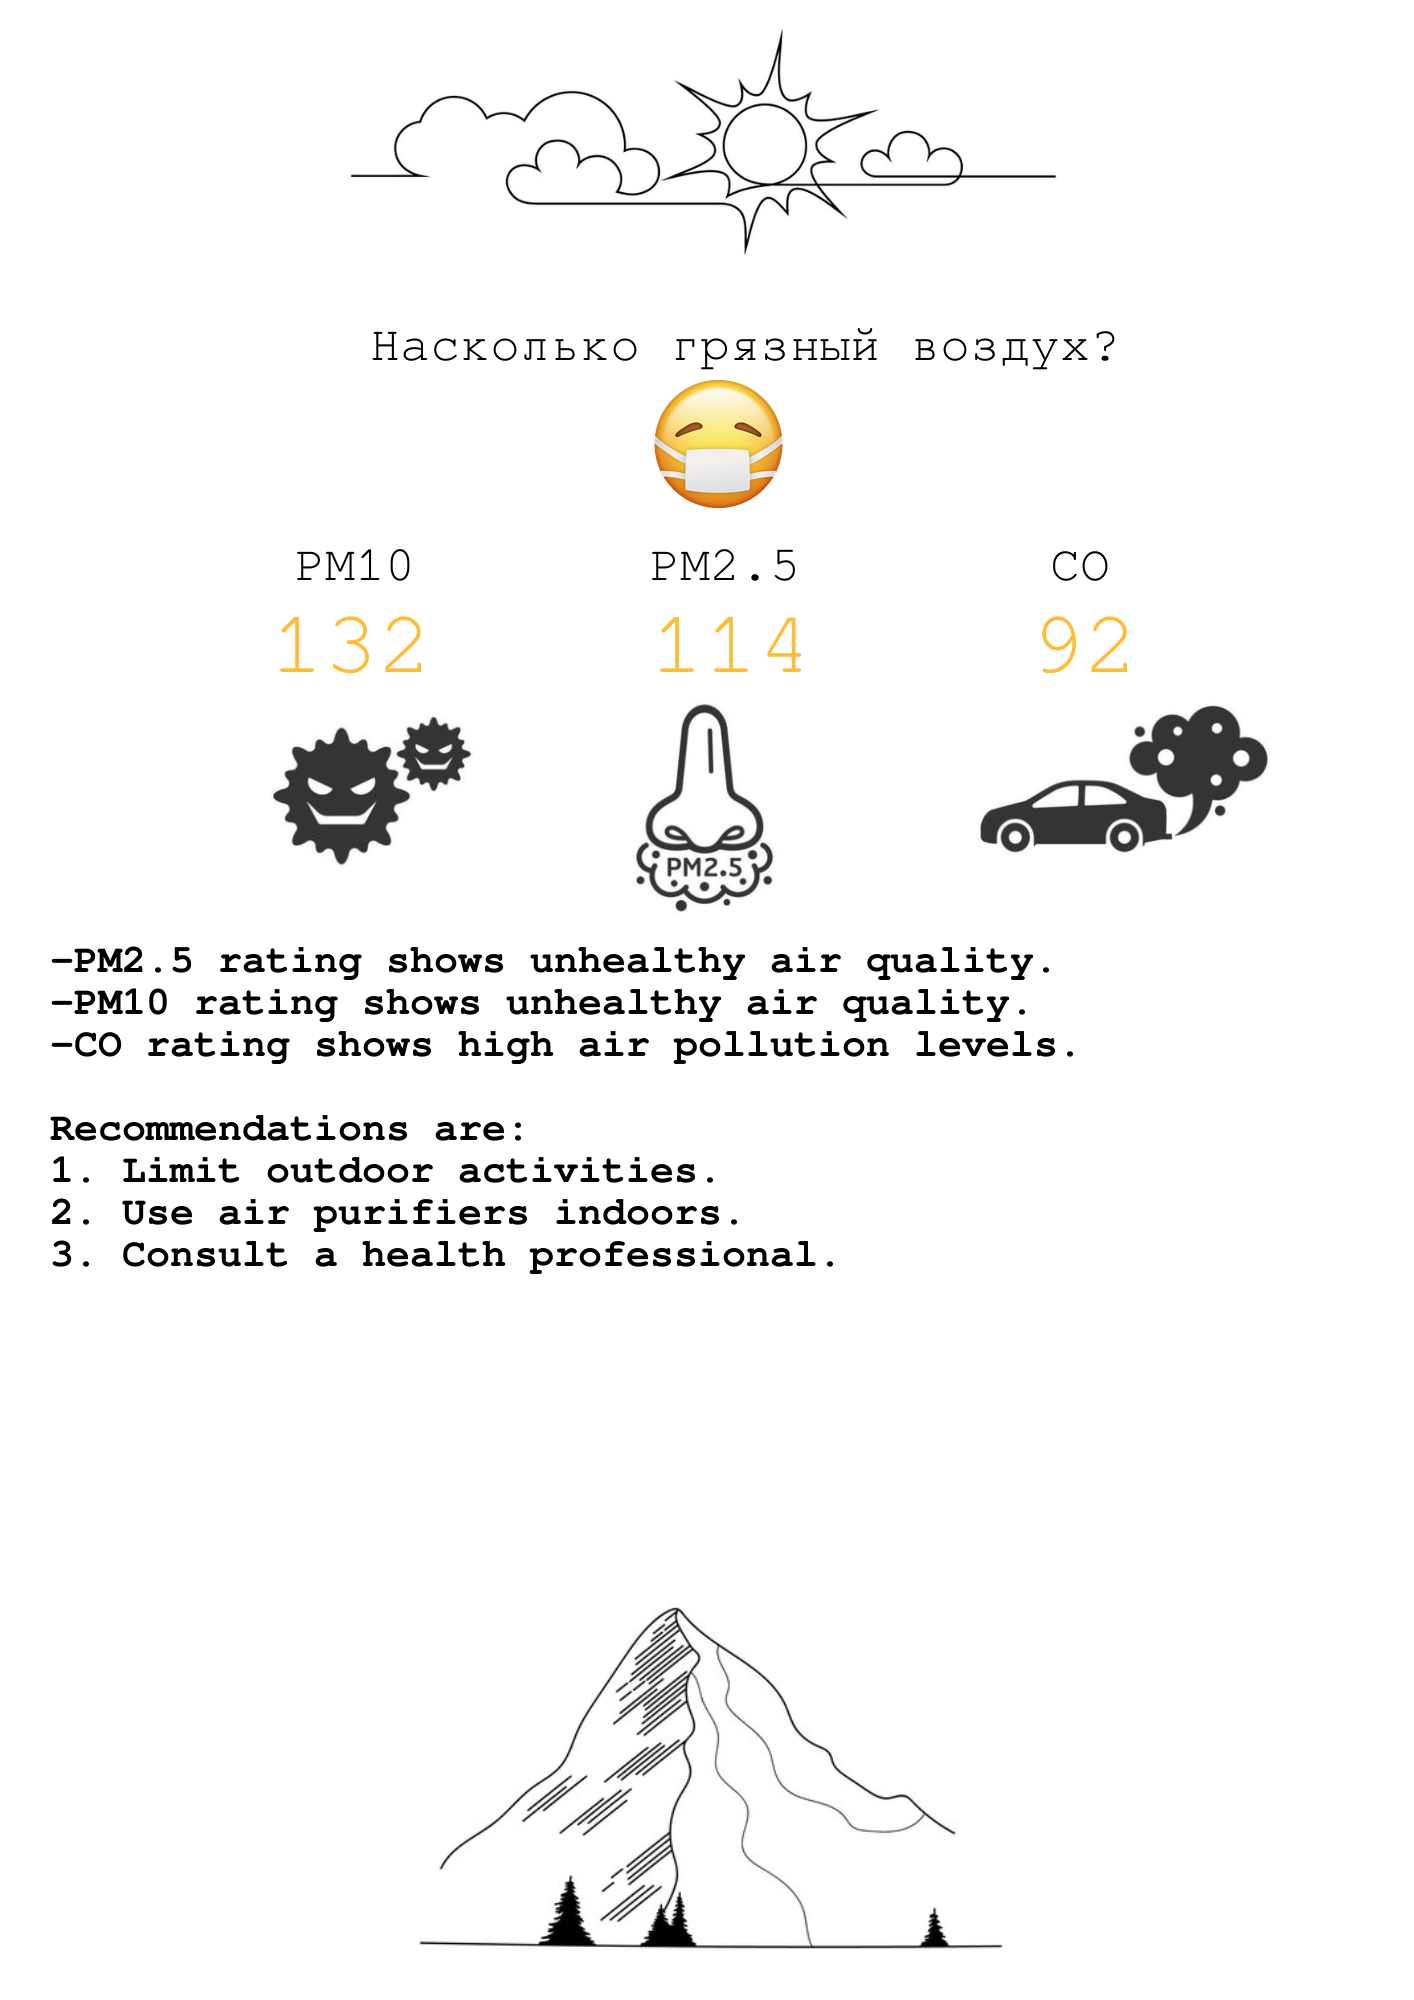 Насколько грязный воздух?
PM10 PM2.5 CO
132 114 92
PM2.5
-PM2.5 rating shows unhealthy air quality.
-PM10 rating shows unhealthy air quality.
-CO rating shows high air pollution levels.
Recommendations are:
1. Limit outdoor activities.
2. Use air purifiers indoors.
3. Consult a health professional.